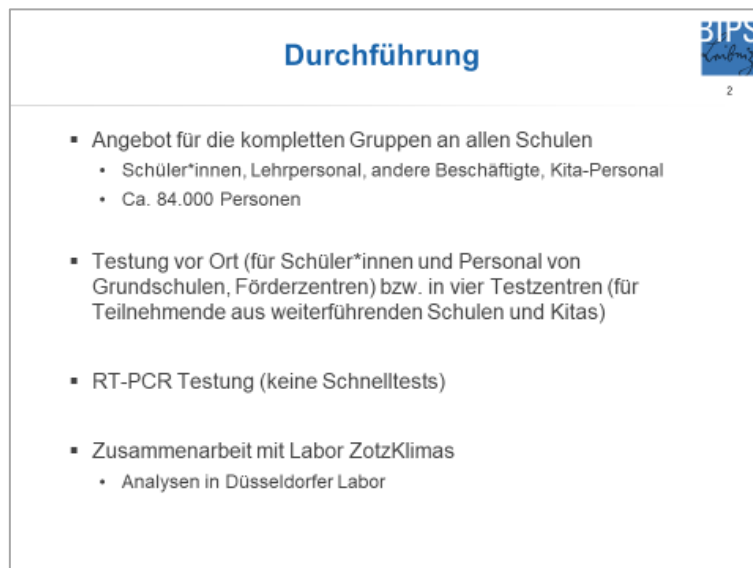 Durchführung
BIPS
Leibniz
2
▪ Angebot für die kompletten Gruppen an allen Schulen
• Schüler*innen, Lehrpersonal, andere Beschäftigte, Kita-Personal
• Ca. 84.000 Personen
▪ Testung vor Ort (für Schüler*innen und Personal von
Grundschulen, Förderzentren) bzw. in vier Testzentren (für
Teilnehmende aus weiterführenden Schulen und Kitas)
▪ RT-PCR Testung (keine Schnelltests)
▪ Zusammenarbeit mit Labor ZotzKlimas
• Analysen in Düsseldorfer Labor